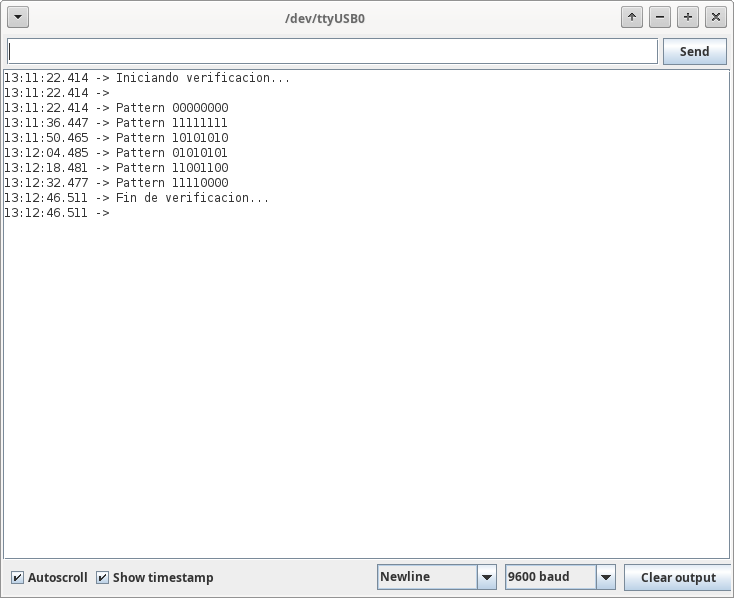 /dev/ttyUSB0
Send
13:11:22.414 -> Iniciando verificacion...
13:11:22.414 ->
13:11:22.414 -> Pattern 00000000
13:11:36.447 -> Pattern 11111111
13:11:50.465 -> Pattern 10101010
13:12:04.485 -> Pattern 01010101
13:12:18.481 -> Pattern 11001100
13:12:32.477 -> Pattern 11110000
13:12:46.511 -> Fin de verificacion...
13:12:46.511 ->
Autoscroll Show timestamp Newline 9600 baud Clear output